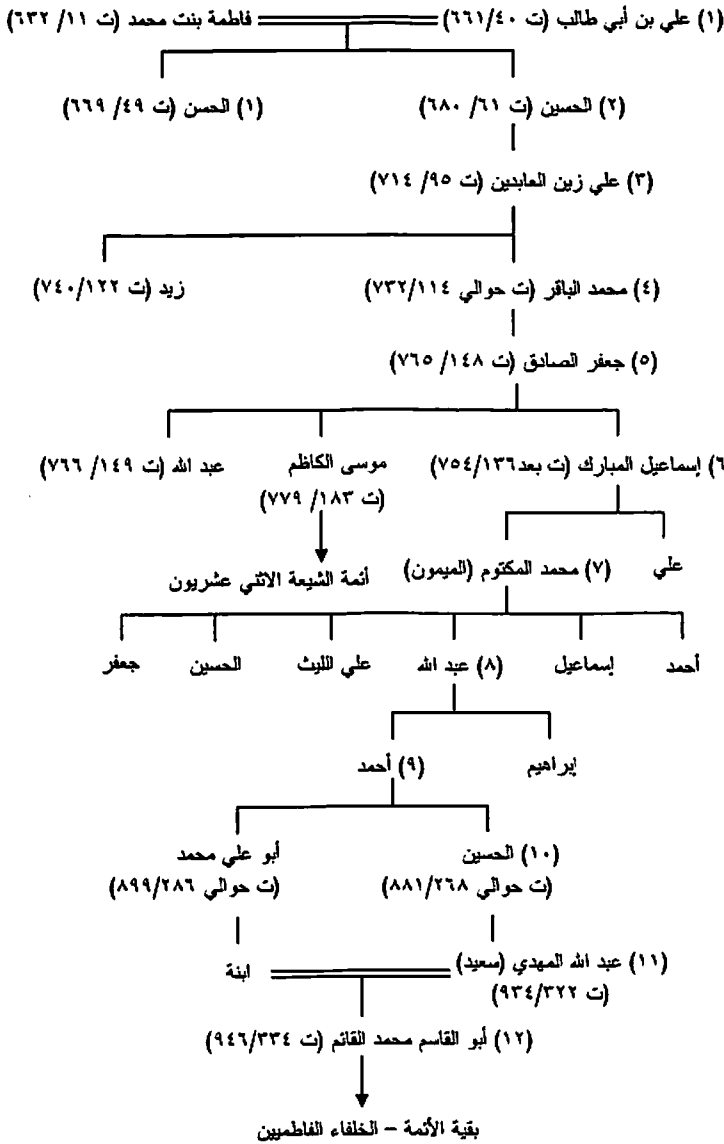 (١) علي بن أبي طالب (ت ٦٦١/٤٠) فاطمة بنت محمد (ت ١١/ ٦٣٢)
(٢) الحسين (ت ٦١/ ٦٨٠) (١) الحسن (ت ٤٩/ ٦٦٩)
(٣) علي زين العابدين (ت ٩٥/ ٧١٤)
(٤) محمد الباقر (ت حوالي ٧٣٢/١١٤) زيد (ت ٧٤٠/١٢٢)
(٥) جعفر الصادق (ت ١٤٨/ ٧٦٥)
٦) إسماعيل المبارك (ت بعد ٧٥٤/١٣٦) موسى الكاظم عبد الله (ت ١٤٩/ ٧٦٦)
(ت ١٨٣/ ٧٧٩)
علي (٧) محمد المكتوم (الميمون) أئمة الشيعة الاثني عشريون
أحمد إسماعيل (٨) عبد الله علي الليث الحسين جعفر
إبراهيم (٩) أحمد
(١٠) الحسين أبو علي محمد
(ت حوالي ٨٨١/٢٦٨) (ت حوالي ٨٩٩/٢٨٦)
(١١) عبد الله المهدي (سعيد) ابنة
(ت ٩٣٤/٣٢٢)
(١٢) أبو القاسم محمد القائم (ت ٩٤٦/٣٣٤)
بقية الأئمة – الخلفاء الفاطميين